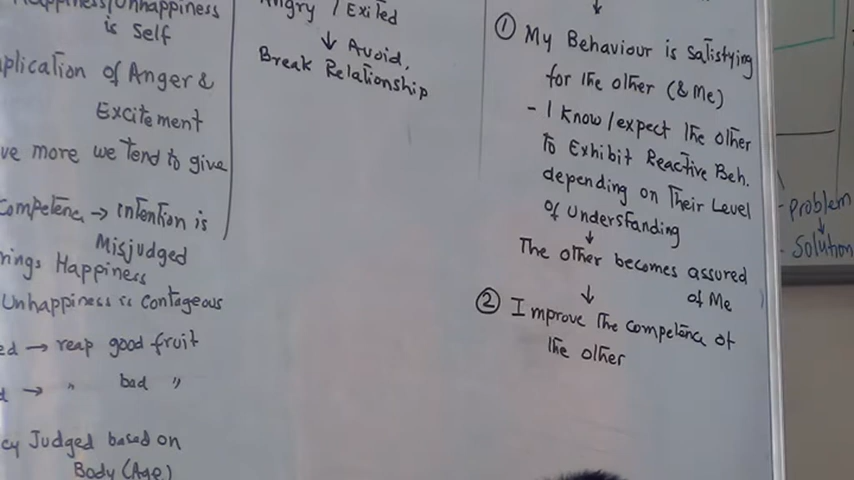 is Self
plication of Anger &
Excitement
ve more we Tend to give
Competence → intention is
Misjudged
rings Happiness
Unhappiness is Contageous
ed → reap good fruit
→ " bad "
cy Judged based on
Body (Age)
Angry / Exited
↓ Avoid,
Break Relationship
↓
① My Behaviour is Satistying
for the other (& Me)
- I know/expect the other
to Exhibit Reactive Beh.
depending on Their Level
of Understanding
↓
The other becomes assured
of Me
↓
② I improve The competence of
the other
- Problem
↓
- Solution